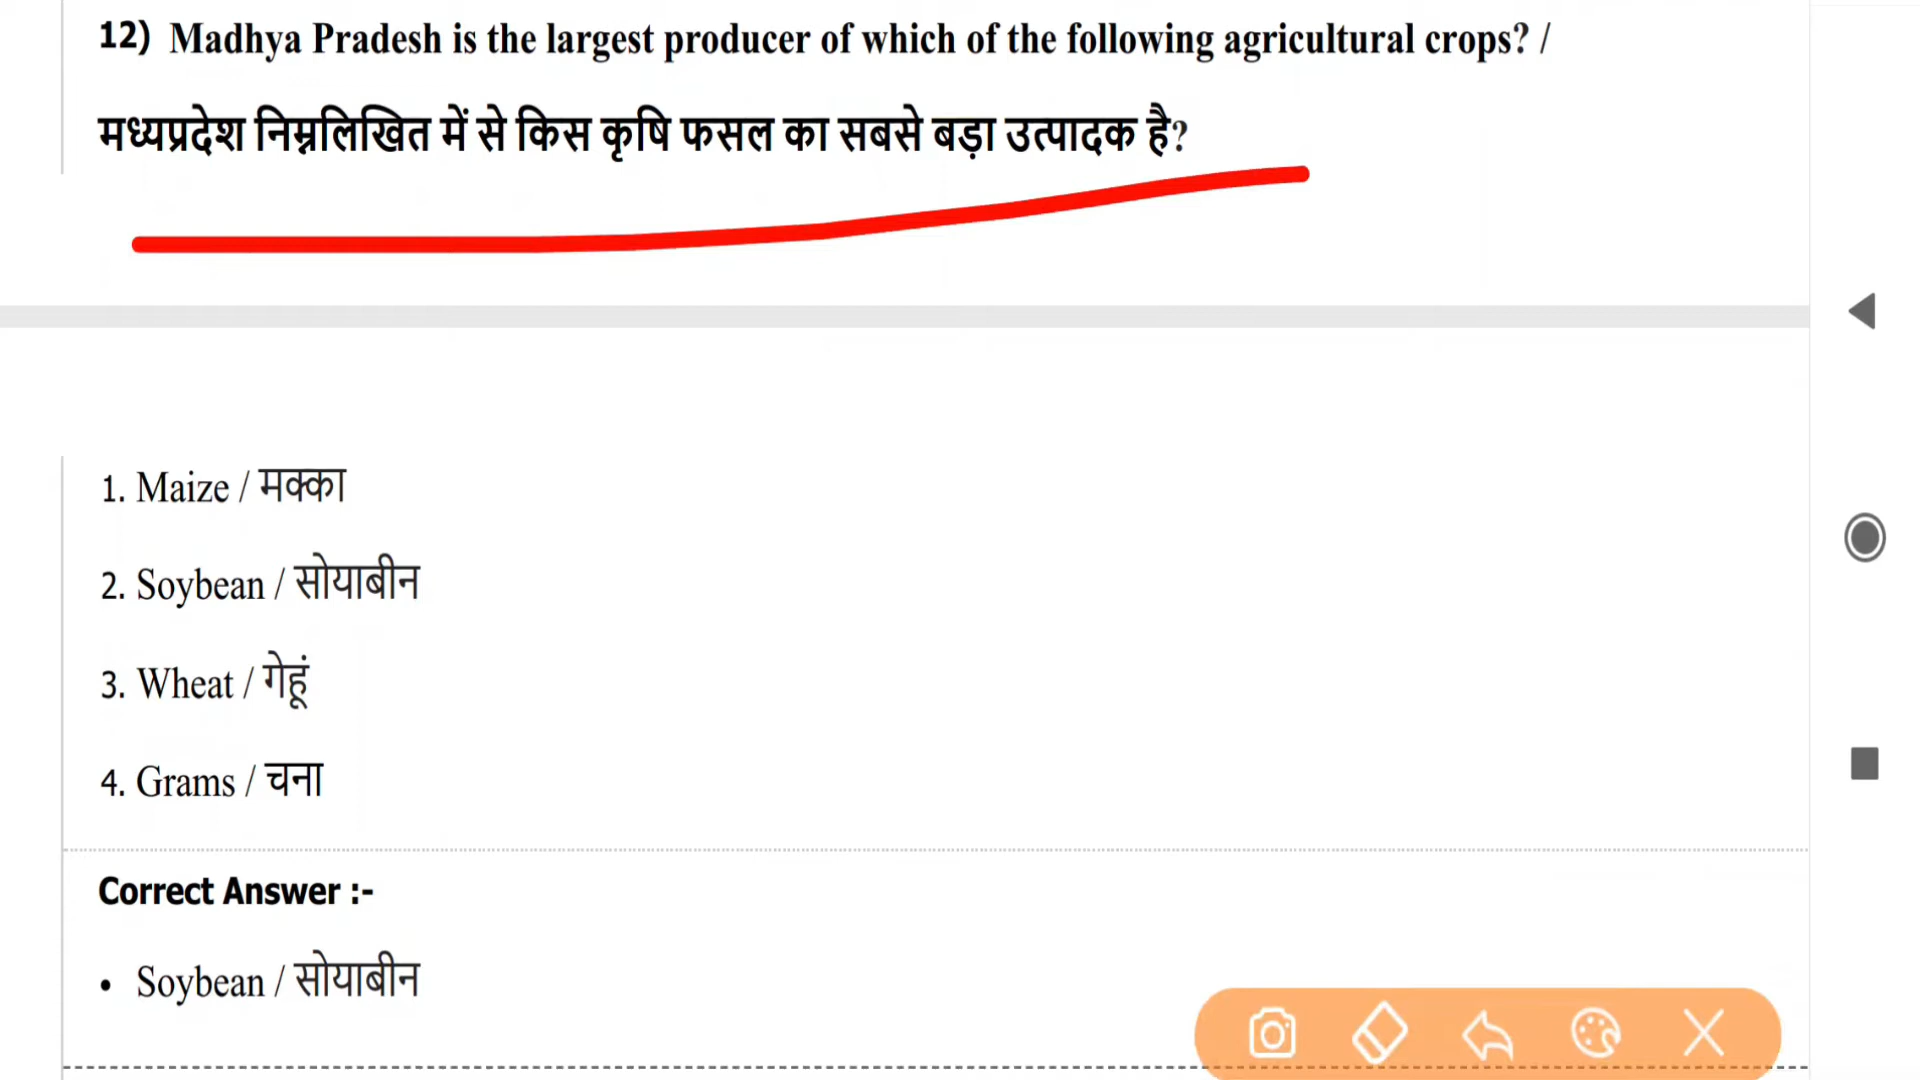 12) Madhya Pradesh is the largest producer of which of the following agricultural crops? /
मध्यप्रदेश निम्नलिखित में से किस कृषि फसल का सबसे बड़ा उत्पादक है?
1. Maize / मक्का
2. Soybean / सोयाबीन
3. Wheat / गेहूं
4. Grams / चना
Correct Answer :-
• Soybean / सोयाबीन